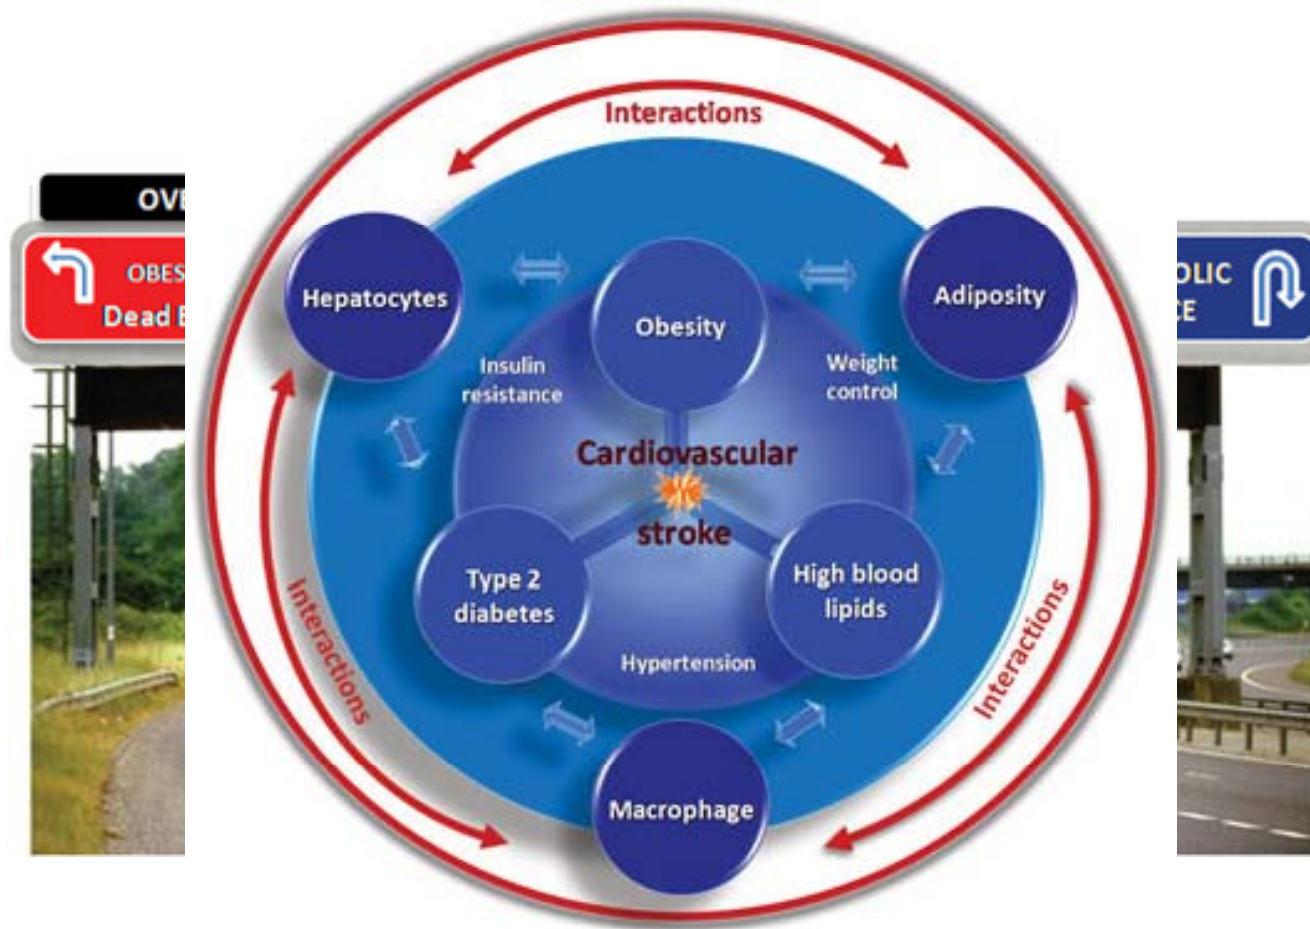 Interactions
OVE
OBES
Dead
OLIC
CE
Hepatocytes
Adiposity
Obesity
Insulin
resistance
Weight
control
Cardiovascular
stroke
Type 2
diabetes
High blood
lipids
Interactions
Interactions
Hypertension
Macrophage